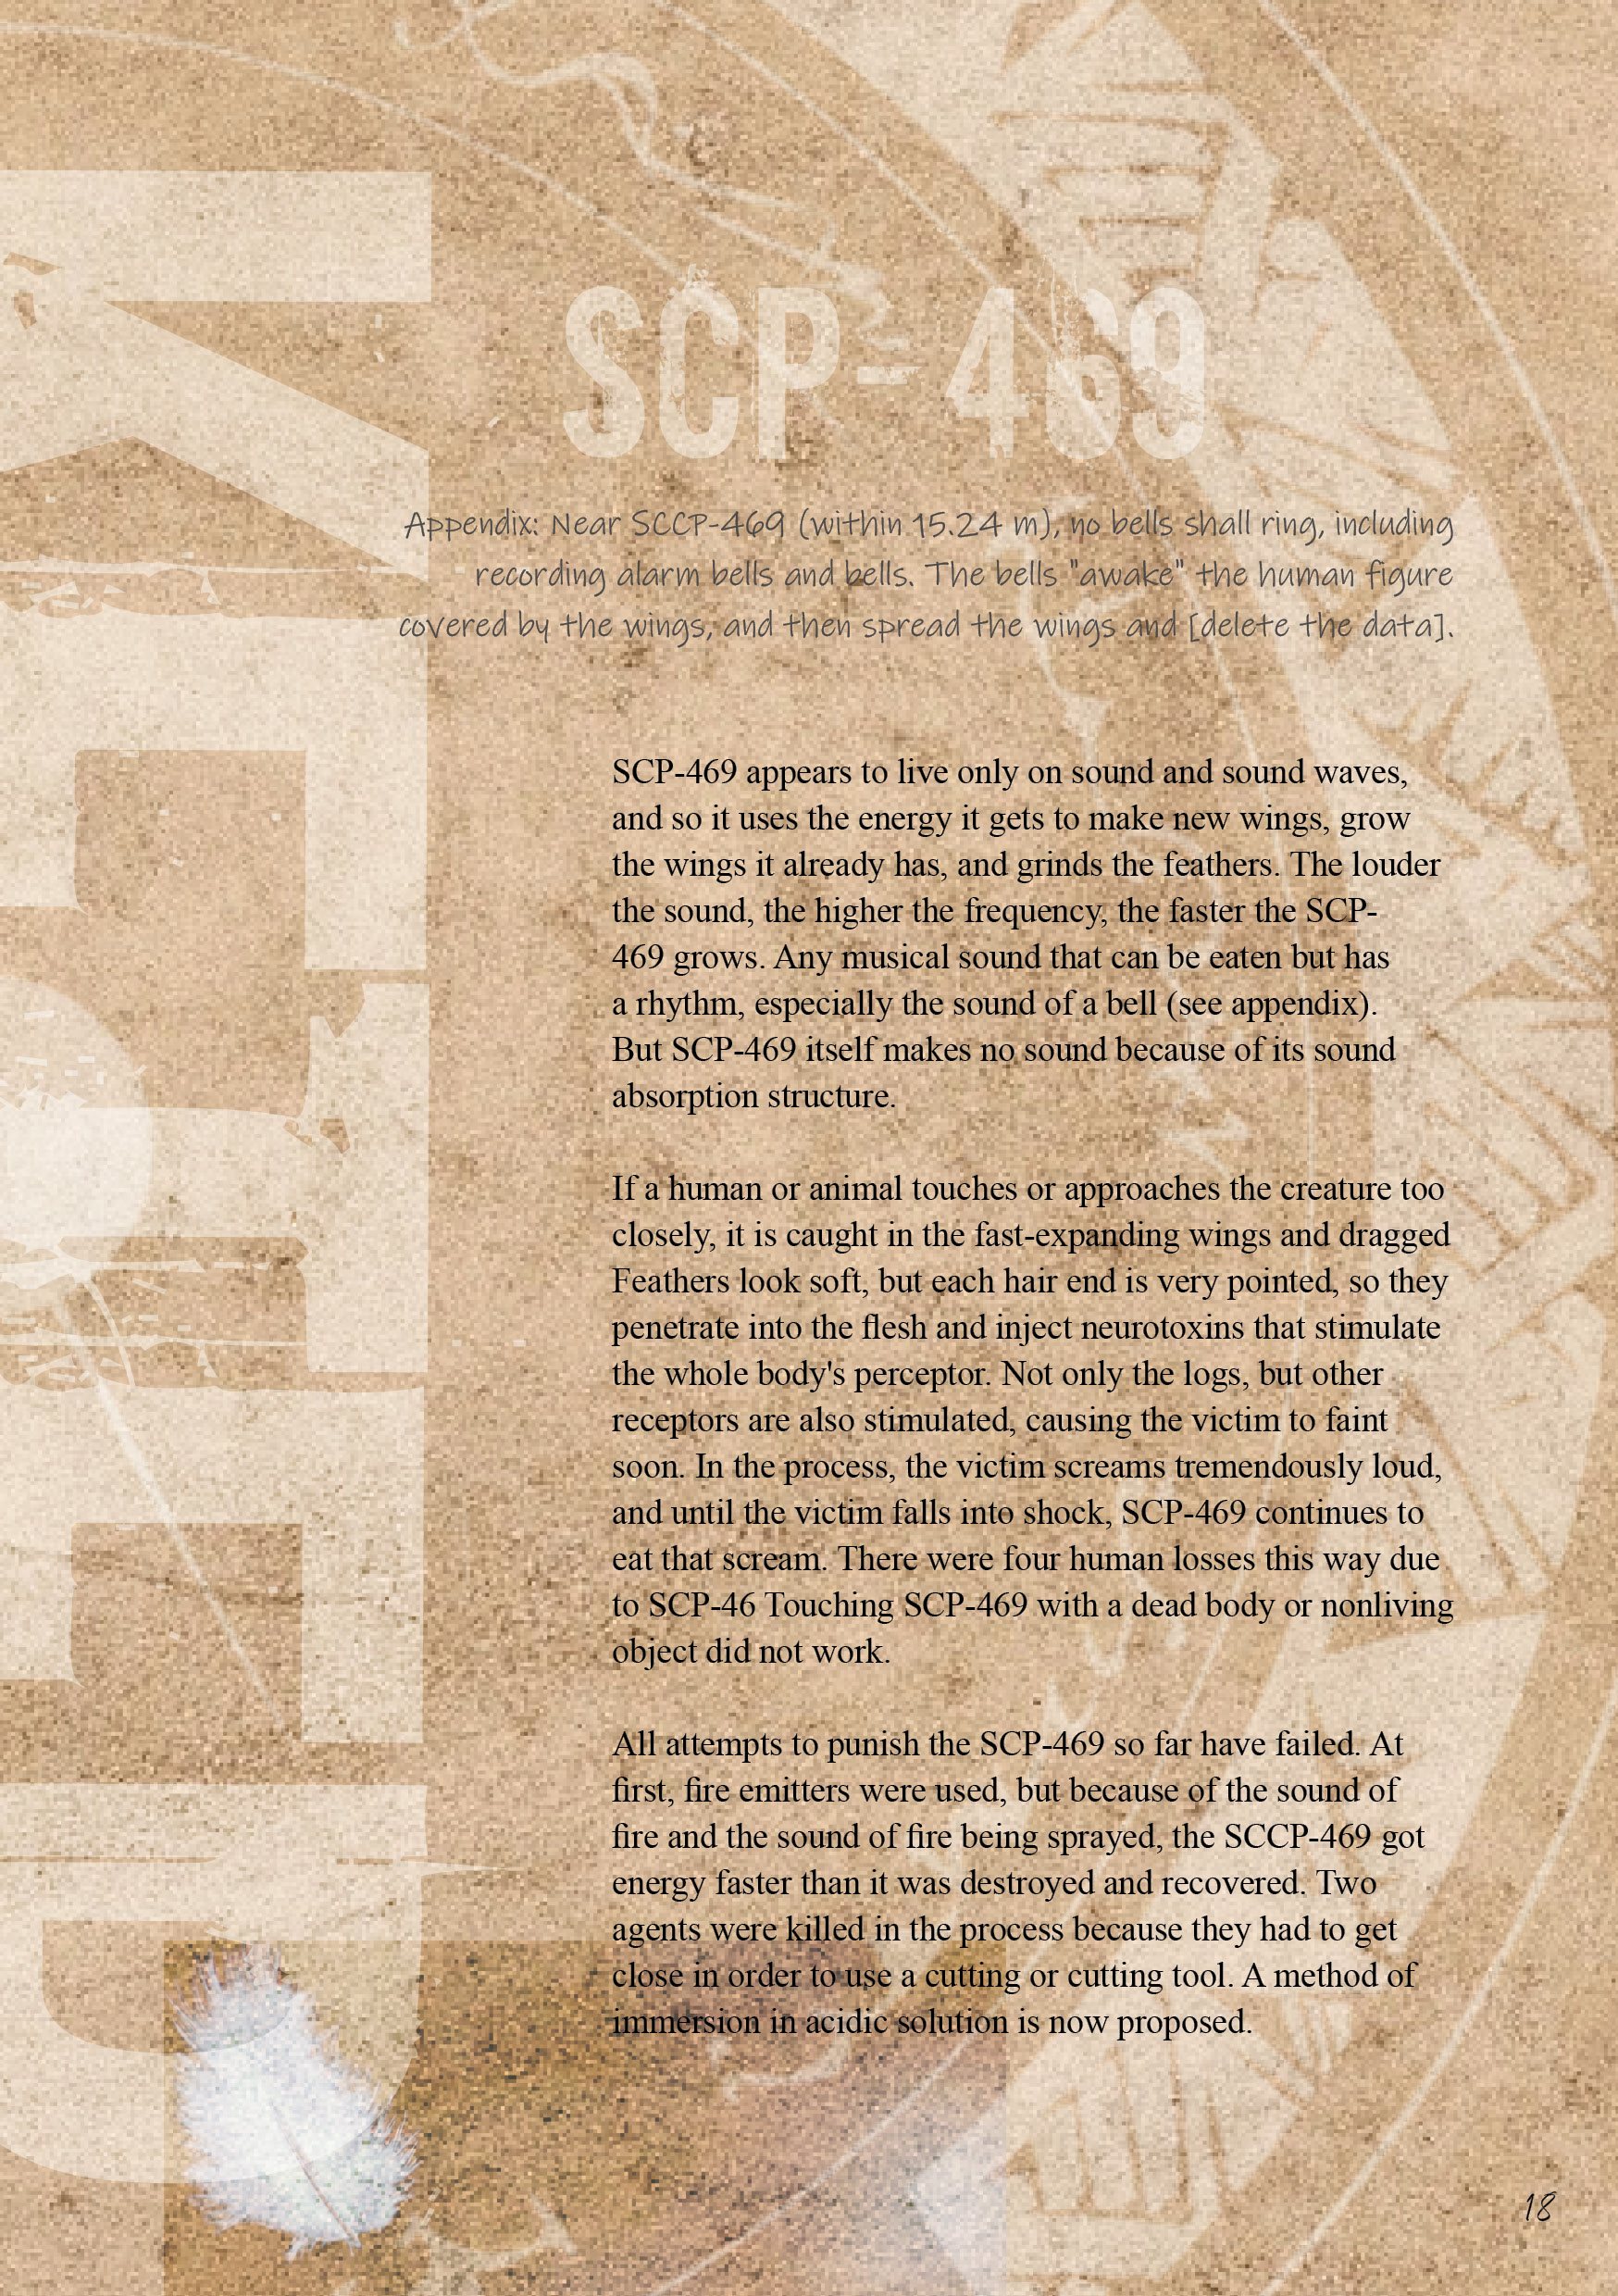 SCP-469
Appendix: Near SCCP-469 (within 15.24 m), no bells shall ring, including
recording alarm bells and bells. The bells "awake" the human figure
covered by the wings, and then spread the wings and [delete the data].
SCP-469 appears to live only on sound and sound waves,
and so it uses the energy it gets to make new wings, grow
the wings it already has, and grinds the feathers. The louder
the sound, the higher the frequency, the faster the SCP-
469 grows. Any musical sound that can be eaten but has
a rhythm, especially the sound of a bell (see appendix).
But SCP-469 itself makes no sound because of its sound
absorption structure.
If a human or animal touches or approaches the creature too
closely, it is caught in the fast-expanding wings and dragged
Feathers look soft, but each hair end is very pointed, so they
penetrate into the flesh and inject neurotoxins that stimulate
the whole body's perceptor. Not only the logs, but other
receptors are also stimulated, causing the victim to faint
soon. In the process, the victim screams tremendously loud,
and until the victim falls into shock, SCP-469 continues to
eat that scream. There were four human losses this way due
to SCP-46 Touching SCP-469 with a dead body or nonliving
object did not work.
All attempts to punish the SCP-469 so far have failed. At
first, fire emitters were used, but because of the sound of
fire and the sound of fire being sprayed, the SCCP-469 got
energy faster than it was destroyed and recovered. Two
agents were killed in the process because they had to get
close in order to use a cutting or cutting tool. A method of
immersion in acidic solution is now proposed.
18